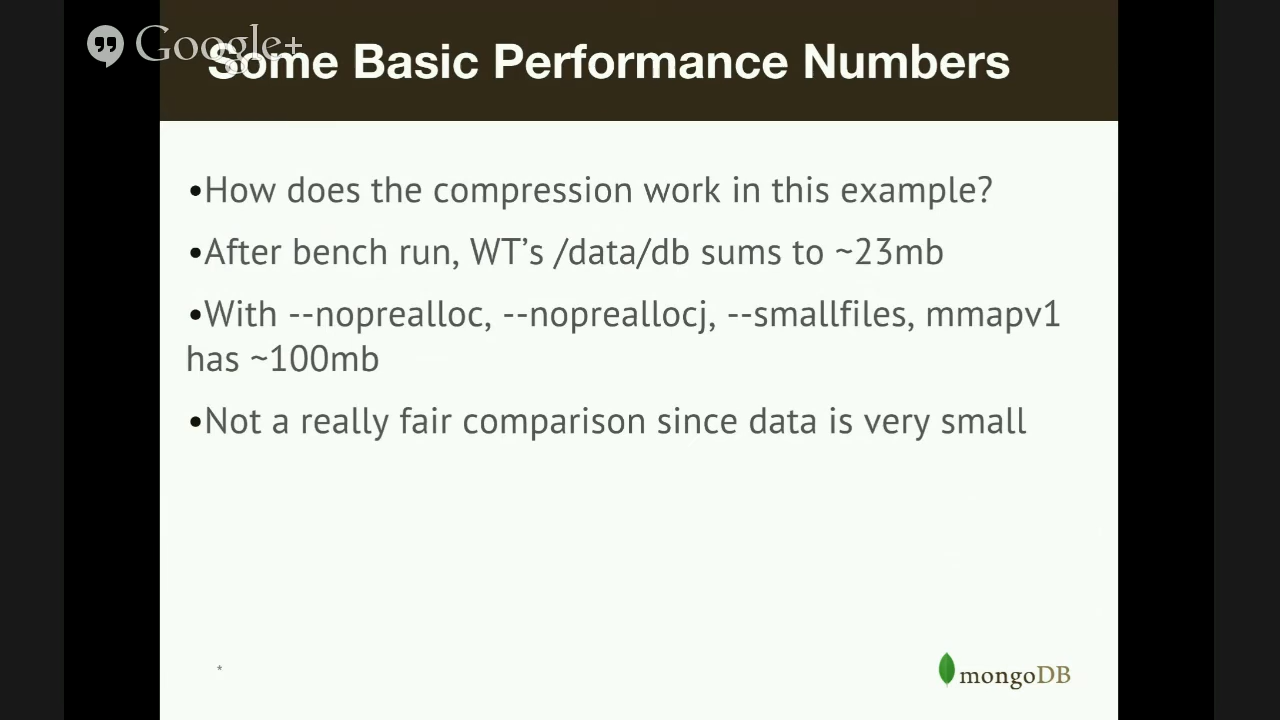 Google+
Some Basic Performance Numbers
•How does the compression work in this example?
•After bench run, WT’s /data/db sums to ~23mb
•With --noprealloc, --nopreallocj, --smallfiles, mmapv1
has ~100mb
•Not a really fair comparison since data is very small
*
mongoDB